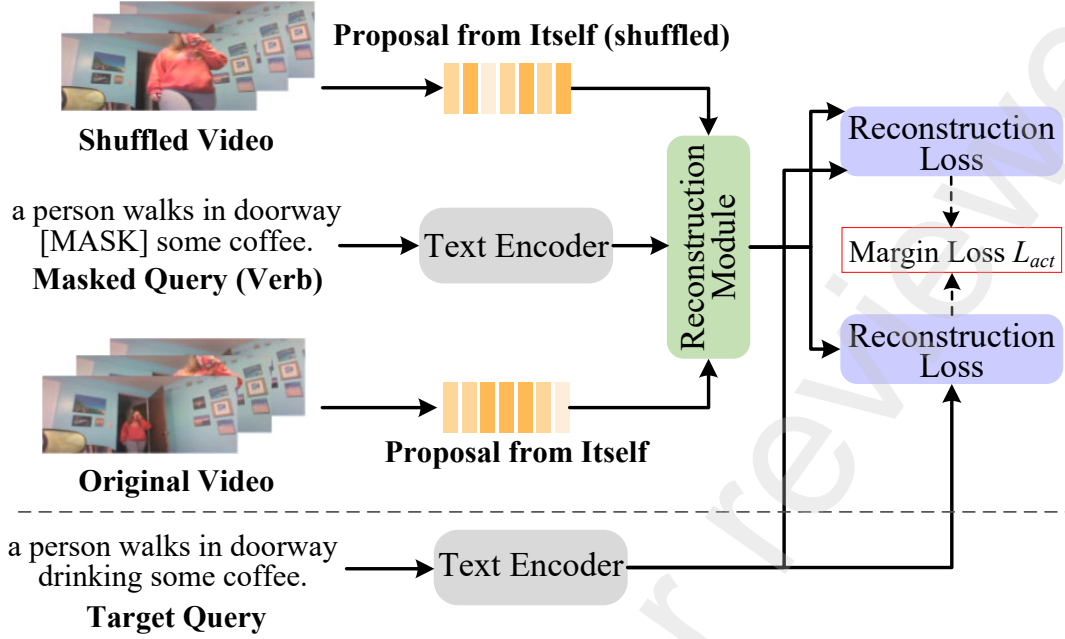 Proposal from Itself (shuffled)
Shuffled Video
a person walks in doorway
[MASK] some coffee.
Masked Query (Verb)
Text Encoder
Reconstruction
Module
Reconstruction
Loss
Margin Loss L_act
Reconstruction
Loss
Proposal from Itself
Original Video
a person walks in doorway
drinking some coffee.
Target Query
Text Encoder
r reviewe